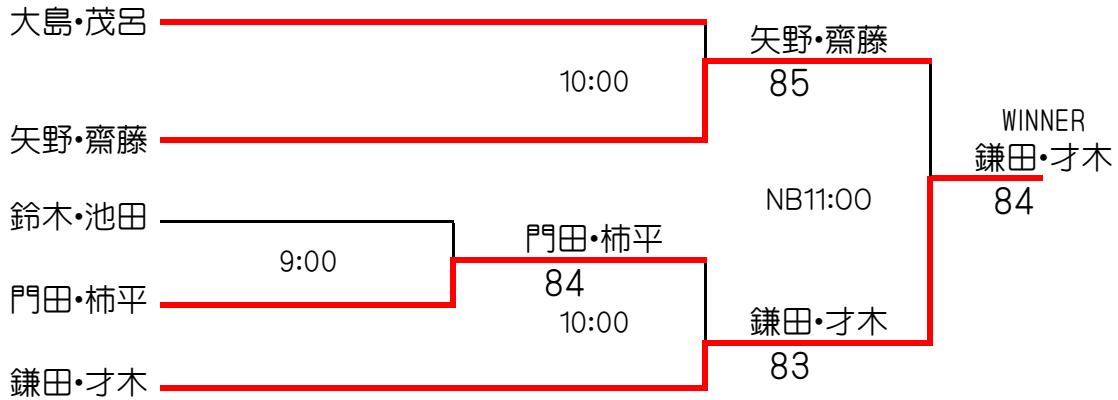 大島・茂呂
矢野・齋藤
85
10:00
WINNER
矢野・齋藤
鎌田・才木
84
NB11:00
鈴木・池田
9:00
門田・柿平
84
門田・柿平
10:00
鎌田・才木
83
鎌田・才木